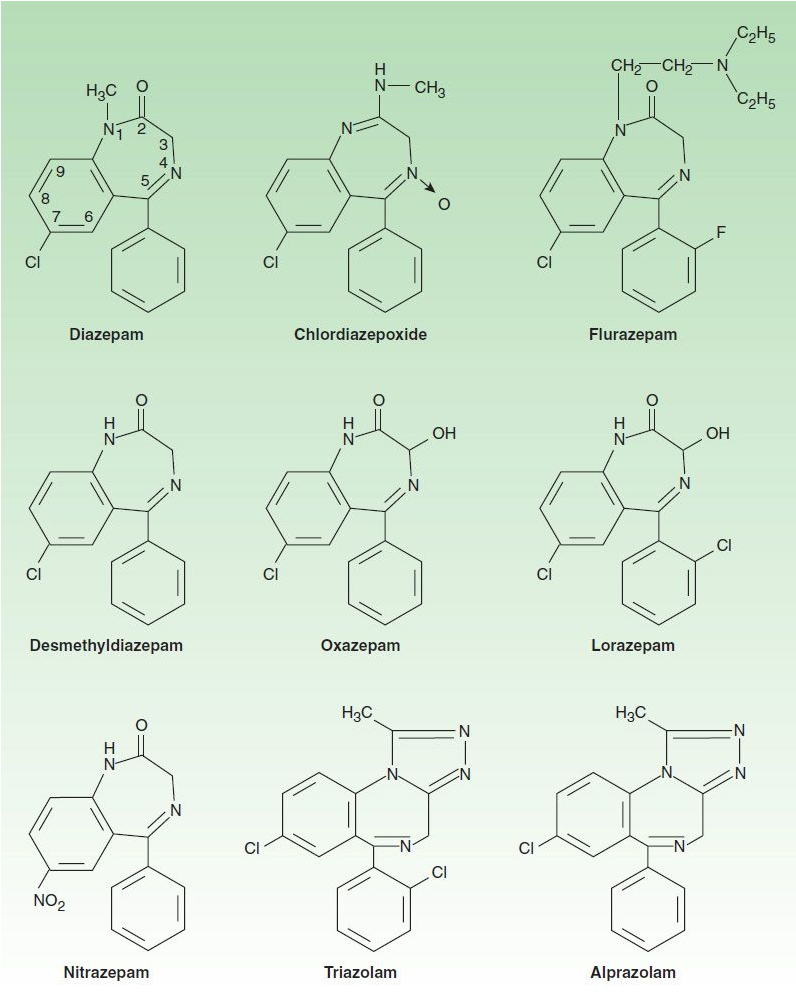 H3C O
N1 2
3
4
N
5
9
8
7 6
Cl
Diazepam
H
N CH3
N
N
O
Cl
Chlordiazepoxide
C2H5
CH2 CH2 N
C2H5
O
N
N
F
Cl
Flurazepam
O
H
N
N
Cl
Desmethyldiazepam
O
H
N OH
N
Cl
Oxazepam
O
H
N OH
N
Cl
Cl
Lorazepam
O
H
N
N
NO2
Nitrazepam
H3C
N
N N
Cl N
Cl
Triazolam
H3C
N
N N
Cl N
Alprazolam